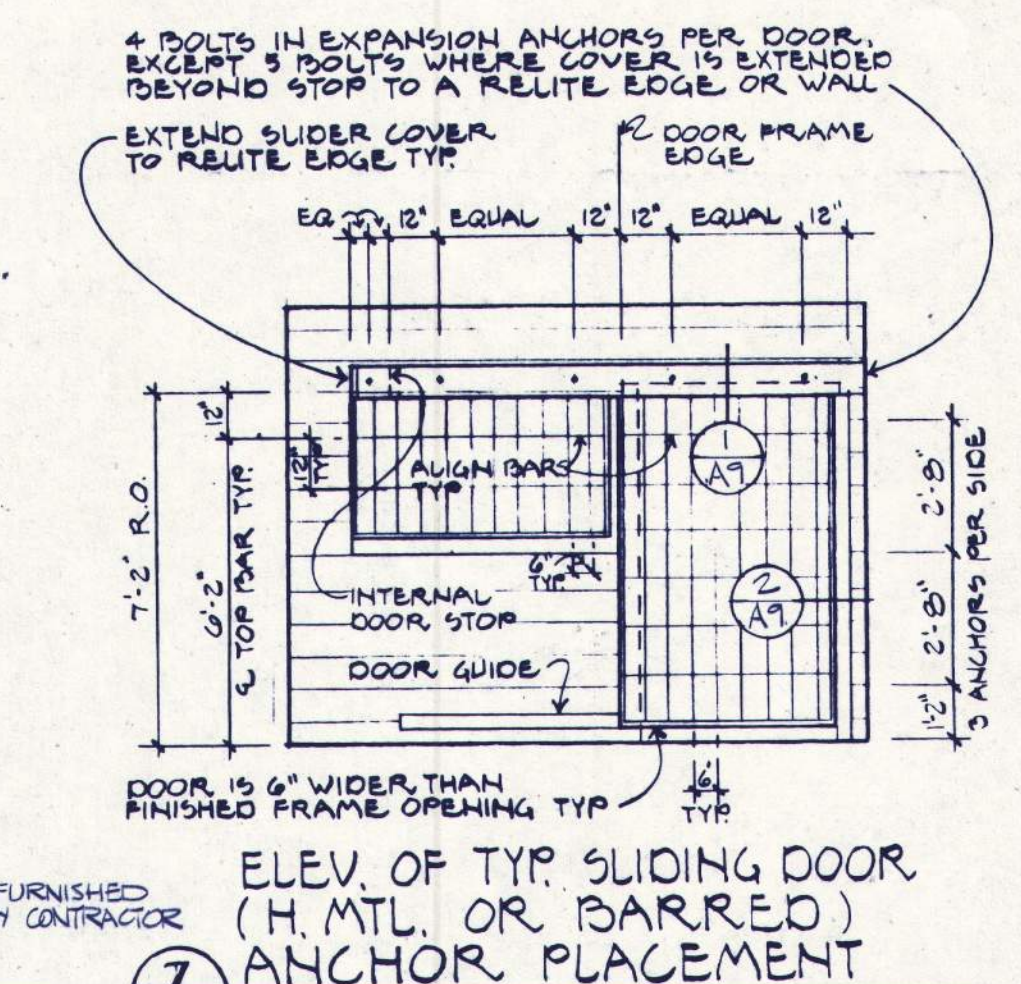 4 BOLTS IN EXPANSION ANCHORS PER DOOR,
EXCEPT 5 BOLTS WHERE COVER IS EXTENDED
BEYOND STOP TO A RELITE EDGE OR WALL
EXTEND SLIDER COVER
TO RELITE EDGE TYP.
DOOR FRAME
EDGE
EQ 12" EQUAL 12" 12" EQUAL 12"
12"
12"
TYP.
7'-2" R.O.
6'-2"
℄ TOP BAR TYP.
ALIGN BARS
TYP
1
A9.
2
A9.
2'-8"
2'-8"
1'-2"
3 ANCHORS PER SIDE
6"
TYP.
INTERNAL
DOOR STOP
DOOR GUIDE
DOOR IS 6" WIDER THAN
FINISHED FRAME OPENING TYP
6"
TYP.
ELEV. OF TYP. SLIDING DOOR
(H. MTL. OR BARRED)
ANCHOR PLACEMENT
FURNISHED
CONTRACTOR